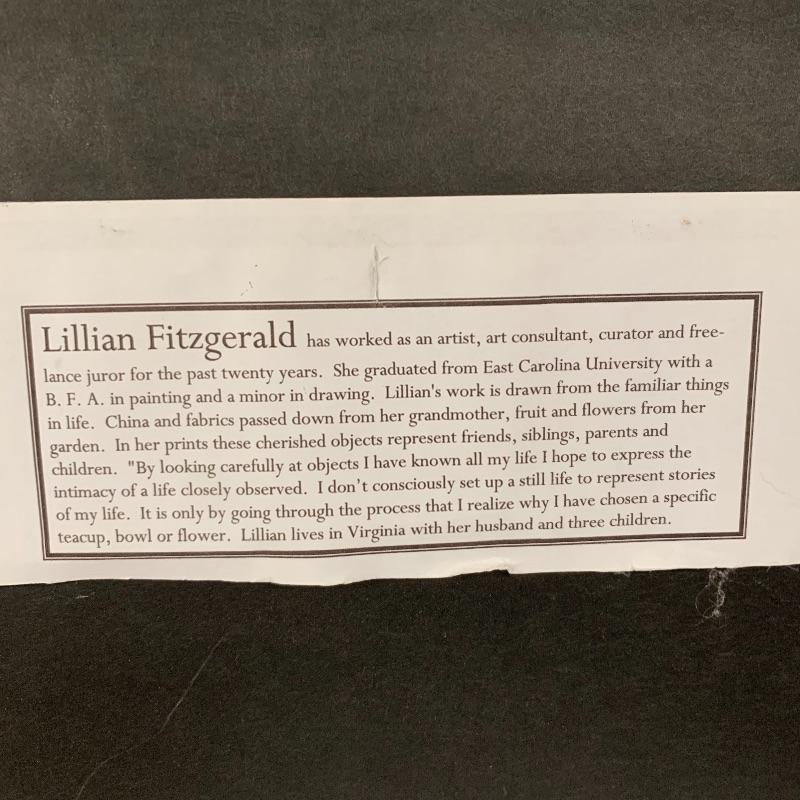 Lillian Fitzgerald has worked as an artist, art consultant, curator and free-
lance juror for the past twenty years. She graduated from East Carolina University with a
B. F. A. in painting and a minor in drawing. Lillian's work is drawn from the familiar things
in life. China and fabrics passed down from her grandmother, fruit and flowers from her
garden. In her prints these cherished objects represent friends, siblings, parents and
children. "By looking carefully at objects I have known all my life I hope to express the
intimacy of a life closely observed. I don't consciously set up a still life to represent stories
of my life. It is only by going through the process that I realize why I have chosen a specific
teacup, bowl or flower. Lillian lives in Virginia with her husband and three children.